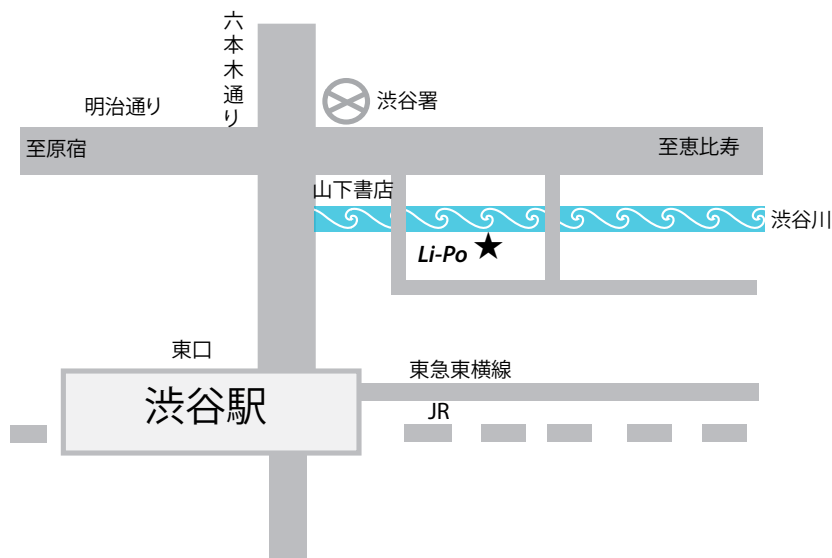 六本木通り
明治通り
渋谷署
至原宿
至恵比寿
山下書店
渋谷川
Li-Po
東口
渋谷駅
東急東横線
JR